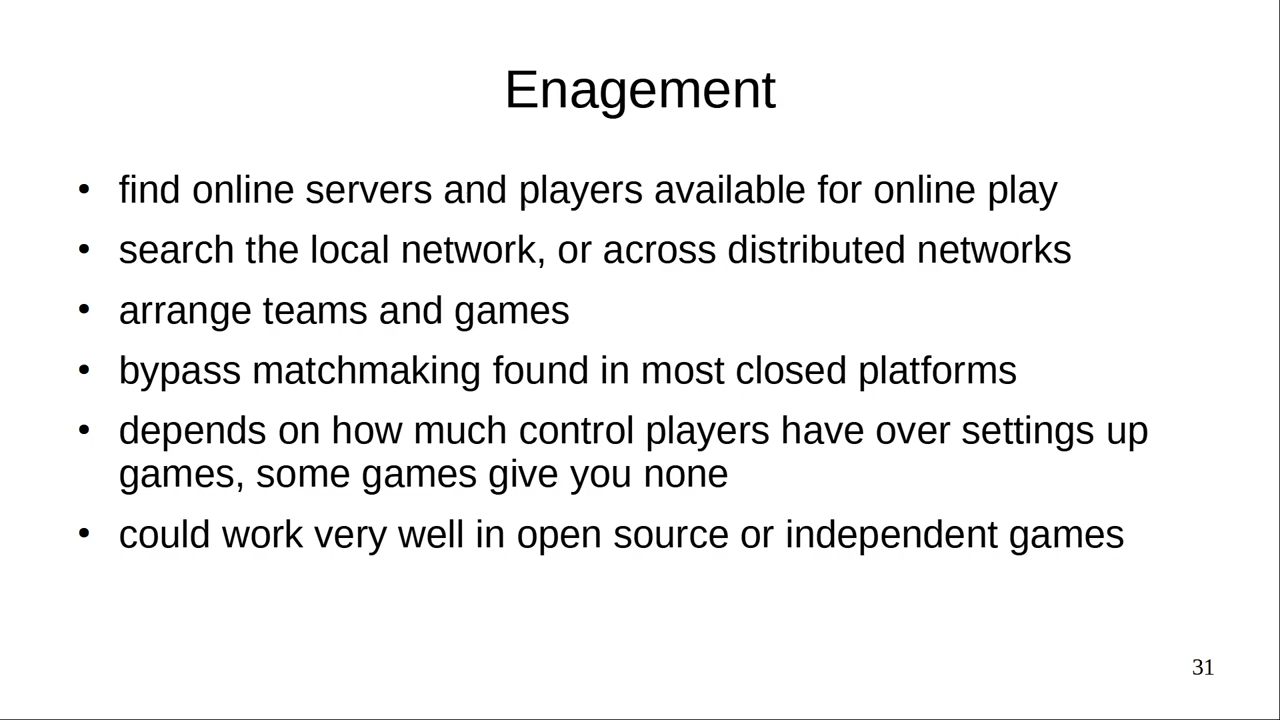 Enagement
• find online servers and players available for online play
• search the local network, or across distributed networks
• arrange teams and games
• bypass matchmaking found in most closed platforms
• depends on how much control players have over settings up
games, some games give you none
• could work very well in open source or independent games
31